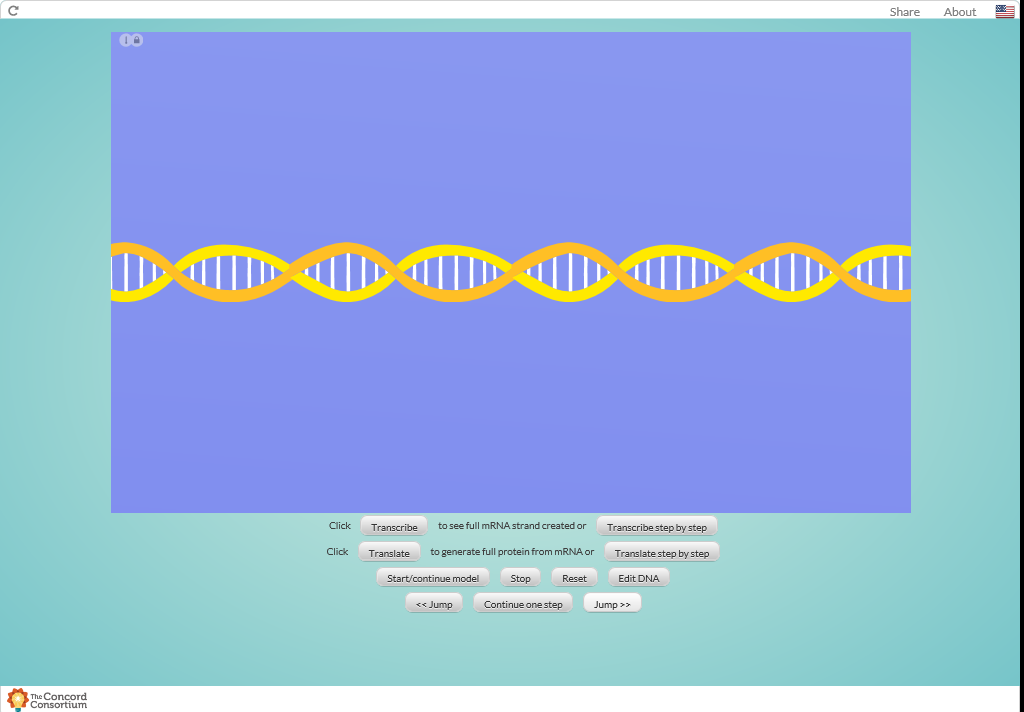 Share About
Click Transcribe to see full mRNA strand created or Transcribe step by step
Click Translate to generate full protein from mRNA or Translate step by step
Start/continue model Stop Reset Edit DNA
<< Jump Continue one step Jump >>
The Concord
Consortium